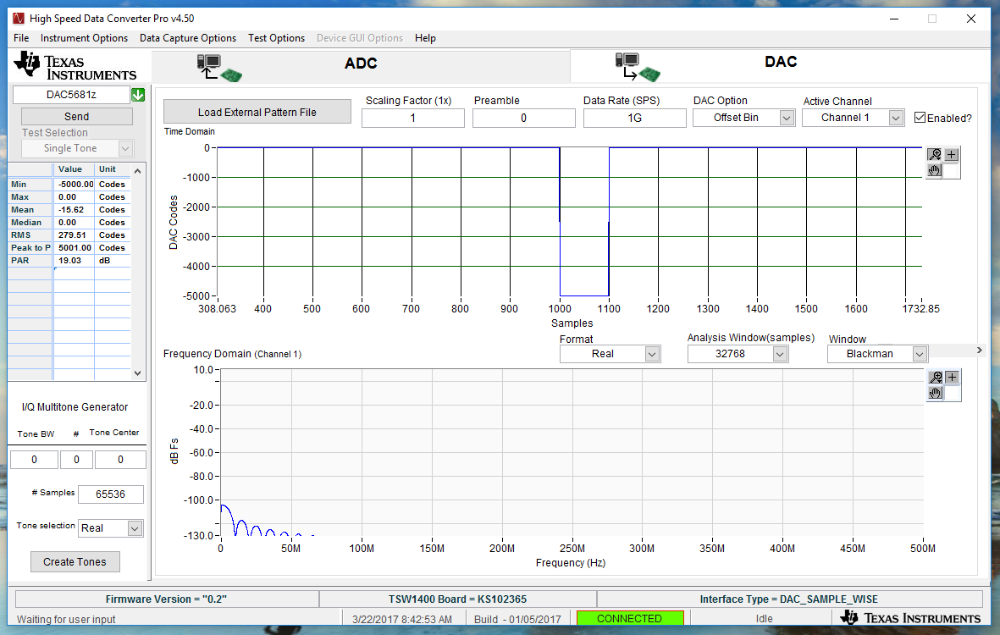 High Speed Data Converter Pro v4.50
File Instrument Options Data Capture Options Test Options Device GUI Options Help
TEXAS INSTRUMENTS
ADC
DAC
DAC5681z
Send
Test Selection
Single Tone
Value Unit
Min -5000.00 Codes
Max 0.00 Codes
Mean -15.62 Codes
Median 0.00 Codes
RMS 279.51 Codes
Peak to P 5001.00 Codes
PAR 19.03 dB
I/Q Multitone Generator
Tone BW # Tone Center
0 0 0
# Samples 65536
Tone selection Real
Create Tones
Load External Pattern File
Scaling Factor (1x) Preamble Data Rate (SPS) DAC Option Active Channel
1 0 1G Offset Bin Channel 1 Enabled?
Time Domain
DAC Codes
0
-1000
-2000
-3000
-4000
-5000
308.063 400 500 600 700 800 900 1000 1100 1200 1300 1400 1500 1600 1732.85
Samples
Format Analysis Window(samples) Window
Real 32768 Blackman
Frequency Domain (Channel 1)
dB Fs
10.0
-20.0
-40.0
-60.0
-80.0
-100.0
-130.0
0 50M 100M 150M 200M 250M 300M 350M 400M 450M 500M
Frequency (Hz)
Firmware Version = "0.2" TSW1400 Board = KS102365 Interface Type = DAC_SAMPLE_WISE
Waiting for user input 3/22/2017 8:42:53 AM Build - 01/05/2017 CONNECTED Idle TEXAS INSTRUMENTS